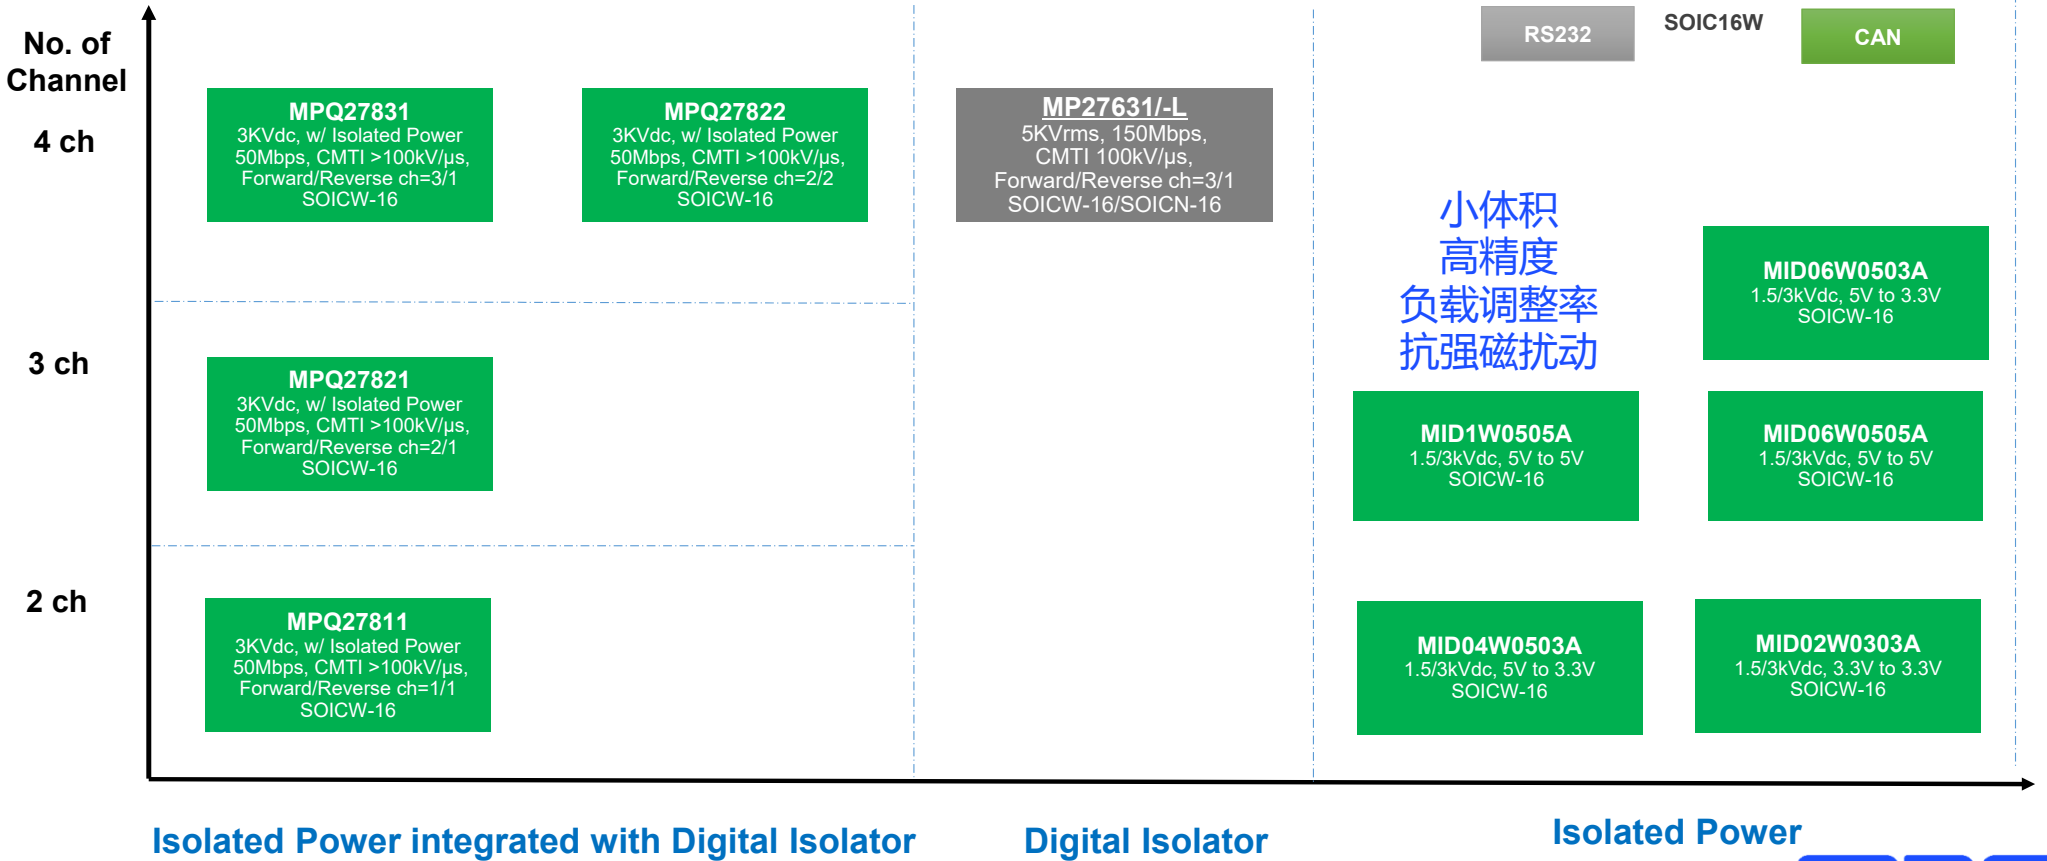 No. of
Channel
4 ch
3 ch
2 ch
MPQ27831
3KVdc, w/ Isolated Power
50Mbps, CMTI >100kV/μs,
Forward/Reverse ch=3/1
SOICW-16
MPQ27822
3KVdc, w/ Isolated Power
50Mbps, CMTI >100kV/μs,
Forward/Reverse ch=2/2
SOICW-16
MPQ27821
3KVdc, w/ Isolated Power
50Mbps, CMTI >100kV/μs,
Forward/Reverse ch=2/1
SOICW-16
MPQ27811
3KVdc, w/ Isolated Power
50Mbps, CMTI >100kV/μs,
Forward/Reverse ch=1/1
SOICW-16
MP27631/-L
5KVrms, 150Mbps,
CMTI 100kV/μs,
Forward/Reverse ch=3/1
SOICW-16/SOICN-16
RS232
SOIC16W
CAN
小体积
高精度
负载调整率
抗强磁扰动
MID06W0503A
1.5/3kVdc, 5V to 3.3V
SOICW-16
MID1W0505A
1.5/3kVdc, 5V to 5V
SOICW-16
MID06W0505A
1.5/3kVdc, 5V to 5V
SOICW-16
MID04W0503A
1.5/3kVdc, 5V to 3.3V
SOICW-16
MID02W0303A
1.5/3kVdc, 3.3V to 3.3V
SOICW-16
Isolated Power integrated with Digital Isolator
Digital Isolator
Isolated Power